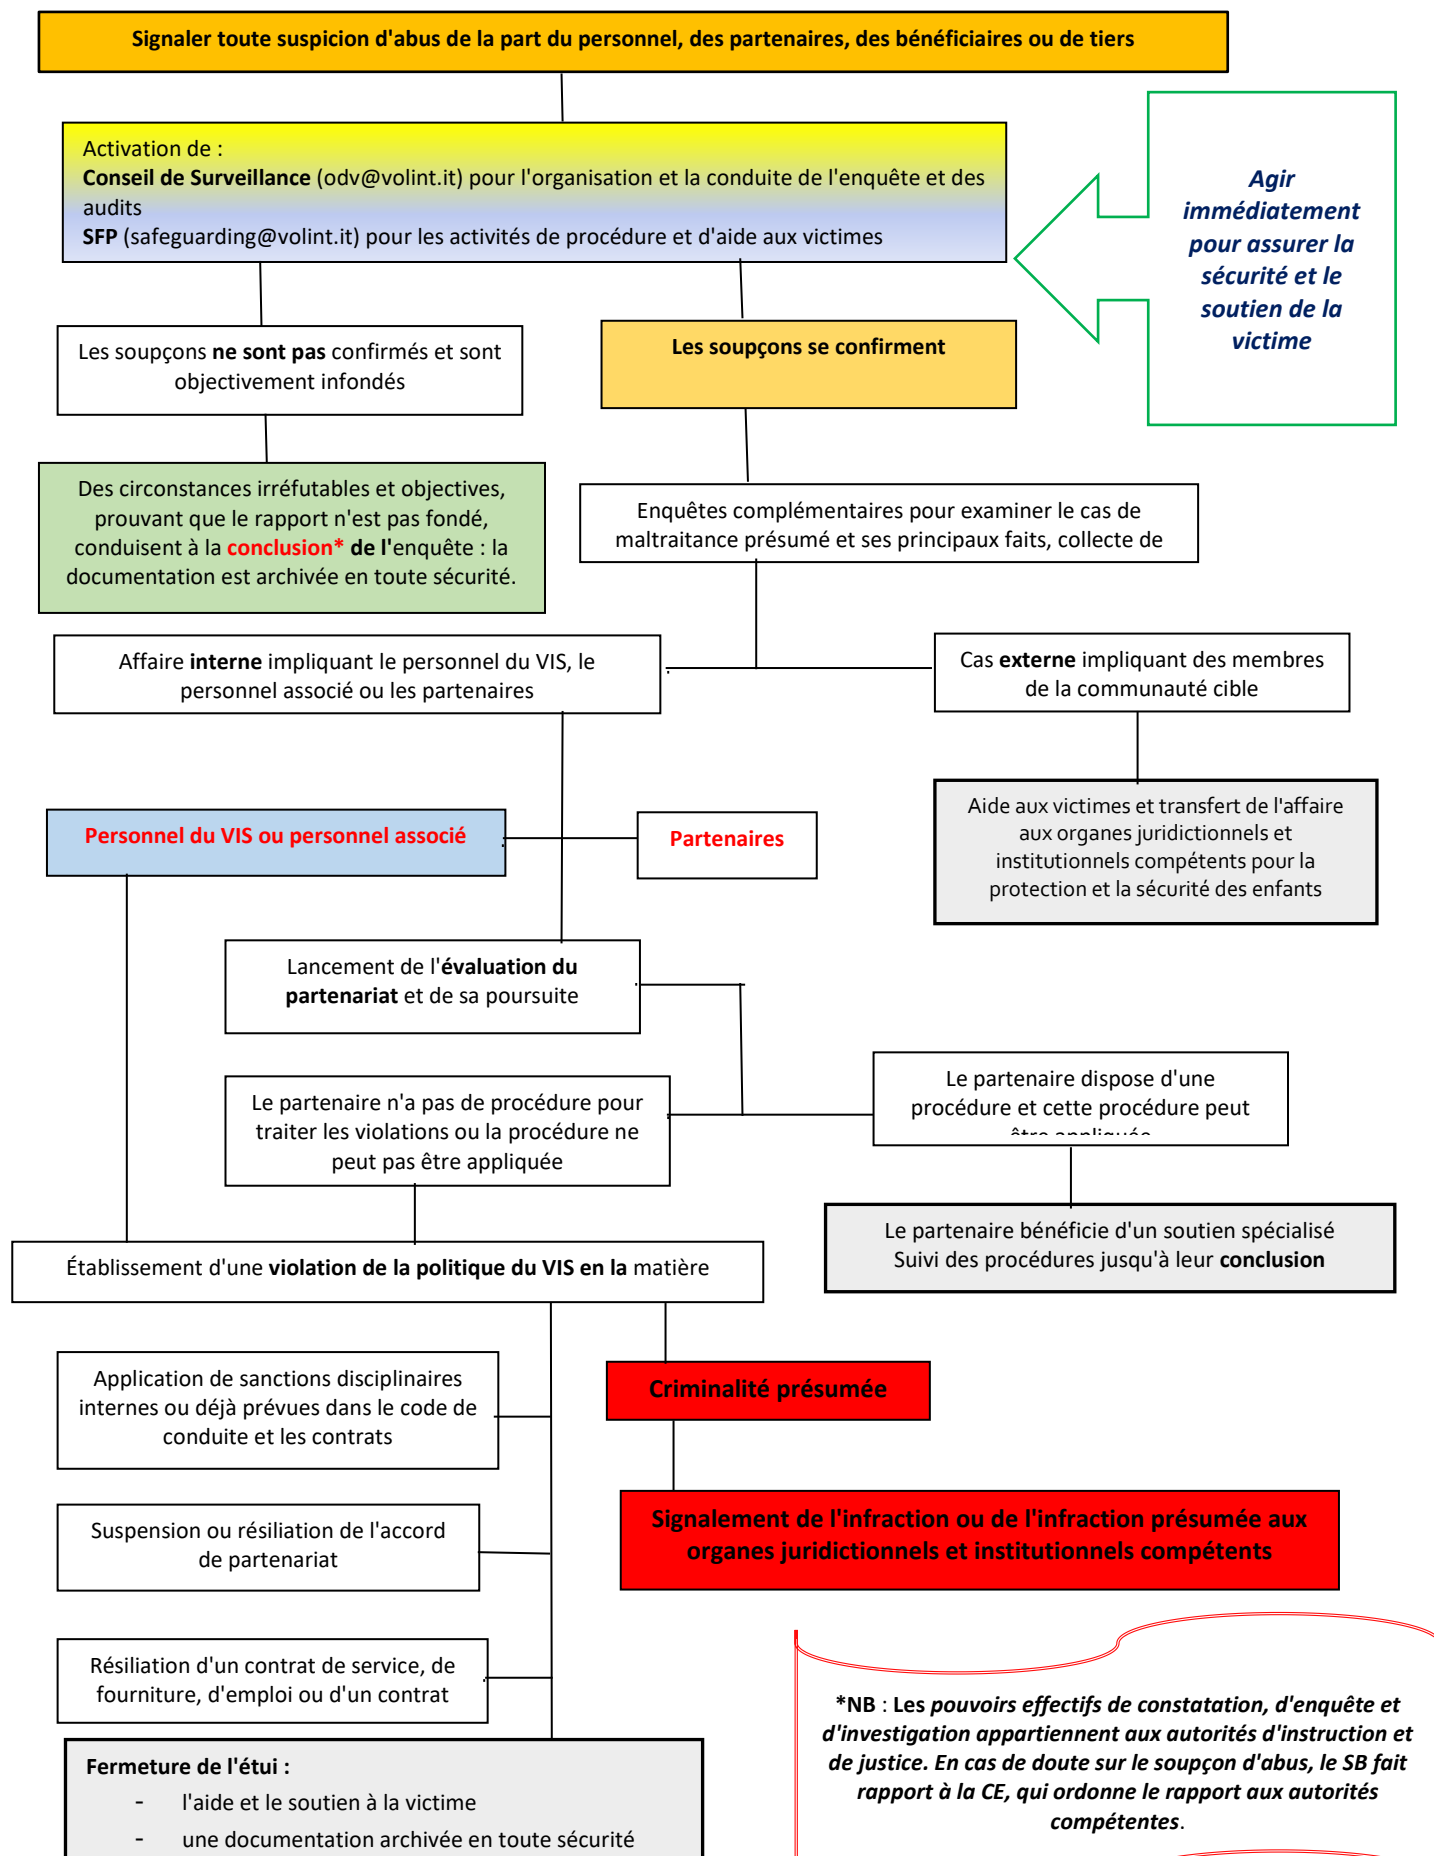 Signaler toute suspicion d'abus de la part du personnel, des partenaires, des bénéficiaires ou de tiers
Activation de :
Conseil de Surveillance (odv@volint.it) pour l'organisation et la conduite de l'enquête et des
audits
SFP (safeguarding@volint.it) pour les activités de procédure et d'aide aux victimes
Agir
immédiatement
pour assurer la
sécurité et le
soutien de la
victime
Les soupçons ne sont pas confirmés et sont
objectivement infondés
Les soupçons se confirment
Des circonstances irréfutables et objectives,
prouvant que le rapport n'est pas fondé,
conduisent à la conclusion* de l'enquête : la
documentation est archivée en toute sécurité.
Enquêtes complémentaires pour examiner le cas de
maltraitance présumé et ses principaux faits, collecte de
Affaire interne impliquant le personnel du VIS, le
personnel associé ou les partenaires
Cas externe impliquant des membres
de la communauté cible
Personnel du VIS ou personnel associé
Partenaires
Aide aux victimes et transfert de l'affaire
aux organes juridictionnels et
institutionnels compétents pour la
protection et la sécurité des enfants
Lancement de l'évaluation du
partenariat et de sa poursuite
Le partenaire n'a pas de procédure pour
traiter les violations ou la procédure ne
peut pas être appliquée
Le partenaire dispose d'une
procédure et cette procédure peut
être appliquée
Le partenaire bénéficie d'un soutien spécialisé
Suivi des procédures jusqu'à leur conclusion
Établissement d'une violation de la politique du VIS en la matière
Application de sanctions disciplinaires
internes ou déjà prévues dans le code de
conduite et les contrats
Criminalité présumée
Suspension ou résiliation de l'accord
de partenariat
Signalement de l'infraction ou de l'infraction présumée aux
organes juridictionnels et institutionnels compétents
Résiliation d'un contrat de service, de
fourniture, d'emploi ou d'un contrat
*NB : Les pouvoirs effectifs de constatation, d'enquête et
d'investigation appartiennent aux autorités d'instruction et
de justice. En cas de doute sur le soupçon d'abus, le SB fait
rapport à la CE, qui ordonne le rapport aux autorités
compétentes.
Fermeture de l'étui :
- l'aide et le soutien à la victime
- une documentation archivée en toute sécurité